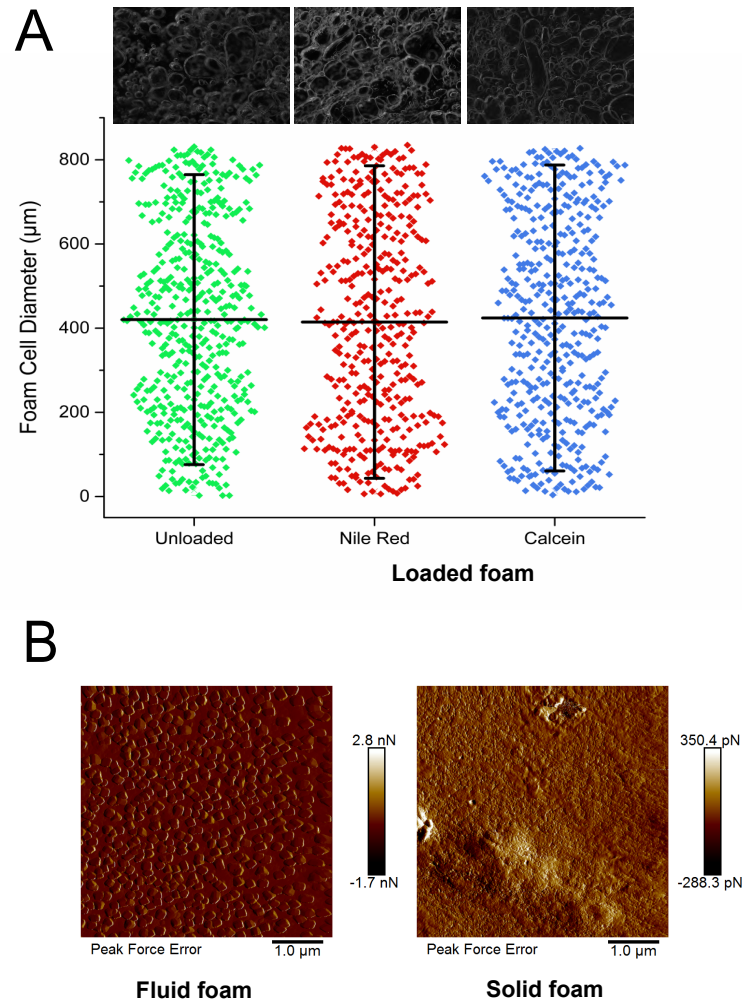 A
Foam Cell Diameter (µm)
800
600
400
200
0
Unloaded
Nile Red
Calcein
Loaded foam
B
2.8 nN
-1.7 nN
350.4 pN
-288.3 pN
Peak Force Error
1.0 µm
Peak Force Error
1.0 µm
Fluid foam
Solid foam